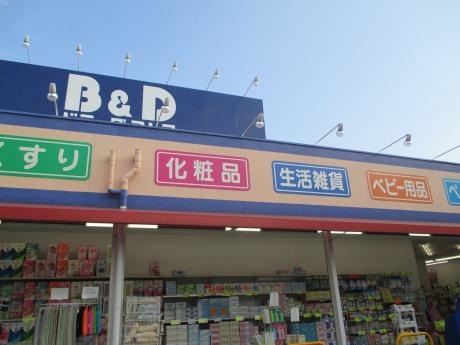 B&D
くすり
化粧品
生活雑貨
ベビー用品